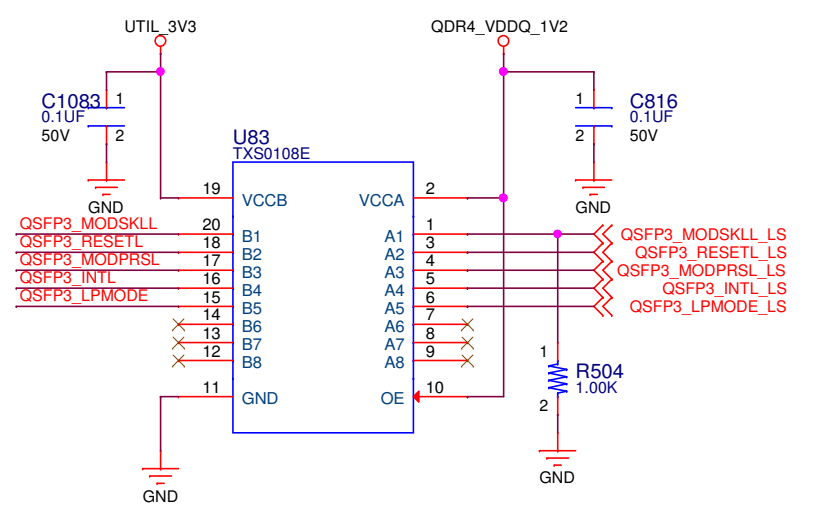 UTIL_3V3
QDR4_VDDQ_1V2
C1083
0.1UF
50V
1
2
GND
C816
0.1UF
50V
1
2
GND
U83
TXS0108E
19 VCCB VCCA 2
QSFP3_MODSKLL 20 B1 A1 1 QSFP3_MODSKLL_LS
QSFP3_RESETL 18 B2 A2 3 QSFP3_RESETL_LS
QSFP3_MODPRSL 17 B3 A3 4 QSFP3_MODPRSL_LS
QSFP3_INTL 16 B4 A4 5 QSFP3_INTL_LS
QSFP3_LPMODE 15 B5 A5 6 QSFP3_LPMODE_LS
14 B6 A6 7
13 B7 A7 8
12 B8 A8 9
11 GND OE 10
1
R504
1.00K
2
GND
GND